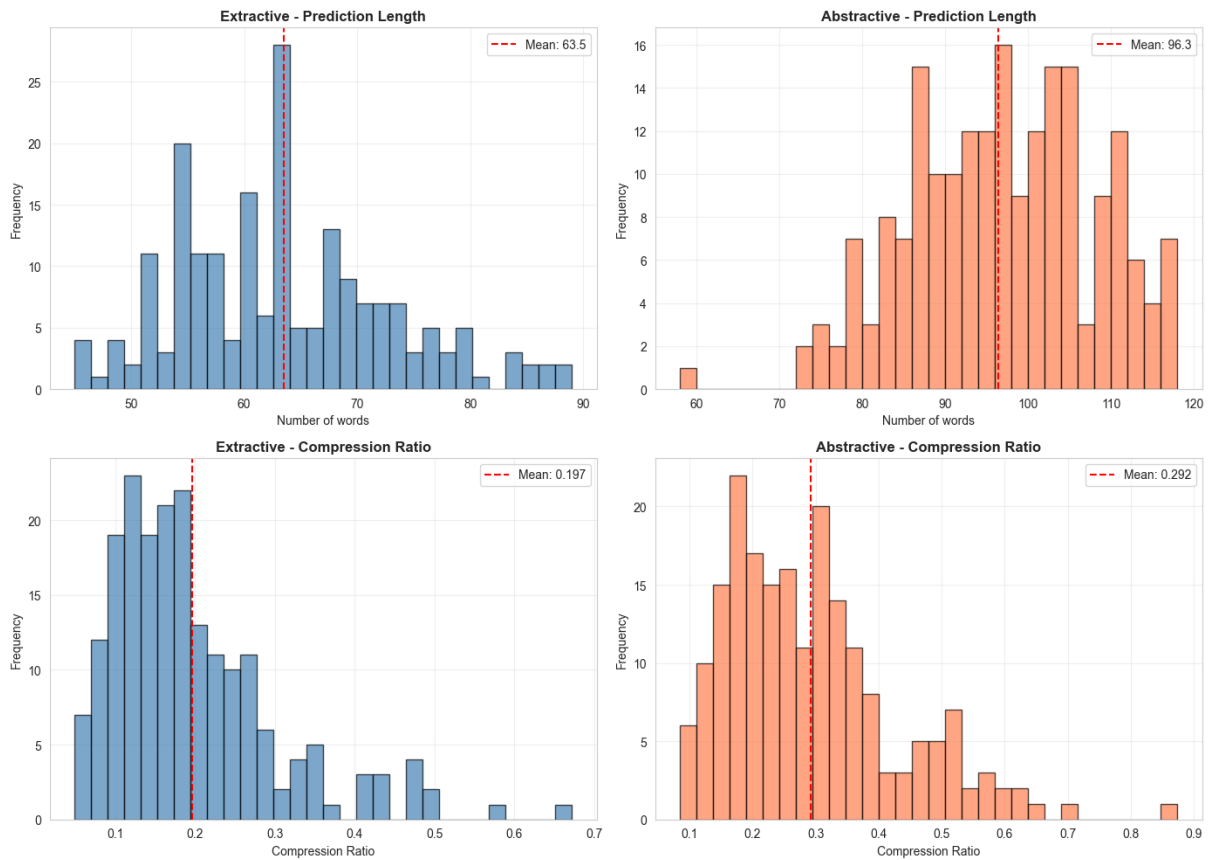 Extractive - Prediction Length
Mean: 63.5
Frequency
25
20
15
10
5
0
50 60 70 80 90
Number of words
Abstractive - Prediction Length
Mean: 96.3
Frequency
16
14
12
10
8
6
4
2
0
60 70 80 90 100 110 120
Number of words
Extractive - Compression Ratio
Mean: 0.197
Frequency
20
15
10
5
0
0.1 0.2 0.3 0.4 0.5 0.6 0.7
Compression Ratio
Abstractive - Compression Ratio
Mean: 0.292
Frequency
20
15
10
5
0
0.1 0.2 0.3 0.4 0.5 0.6 0.7 0.8 0.9
Compression Ratio